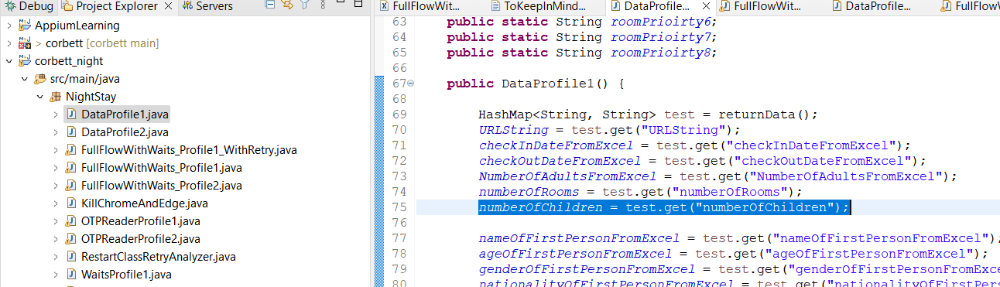 Debug Project Explorer Servers
AppiumLearning
> corbett [corbett main]
corbett_night
src/main/java
NightStay
DataProfile1.java
DataProfile2.java
FullFlowWithWaits_Profile1_WithRetry.java
FullFlowWithWaits_Profile1.java
FullFlowWithWaits_Profile2.java
KillChromeAndEdge.java
OTPReaderProfile1.java
OTPReaderProfile2.java
RestartClassRetryAnalyzer.java
WaitsProfile1.java
FullFlowWit... ToKeepInMind... DataProfile... FullFlowWit... DataProfile... FullFlowWit
63 public static String roomPrioirty6;
64 public static String roomPrioirty7;
65 public static String roomPrioirty8;
66
67 public DataProfile1() {
68
69 HashMap<String, String> test = returnData();
70 URLString = test.get("URLString");
71 checkInDateFromExcel = test.get("checkInDateFromExcel");
72 checkOutDateFromExcel = test.get("checkOutDateFromExcel");
73 NumberOfAdultsFromExcel = test.get("NumberOfAdultsFromExcel");
74 numberOfRooms = test.get("numberOfRooms");
75 numberOfChildren = test.get("numberOfChildren");
76
77 nameOfFirstPersonFromExcel = test.get("nameOfFirstPersonFromExcel");
78 ageOfFirstPersonFromExcel = test.get("ageOfFirstPersonFromExcel");
79 genderOfFirstPersonFromExcel = test.get("genderOfFirstPersonFromExce
80 nationalityOfFirstPersonFromExcel = test.get("nationalityOfFirstPers